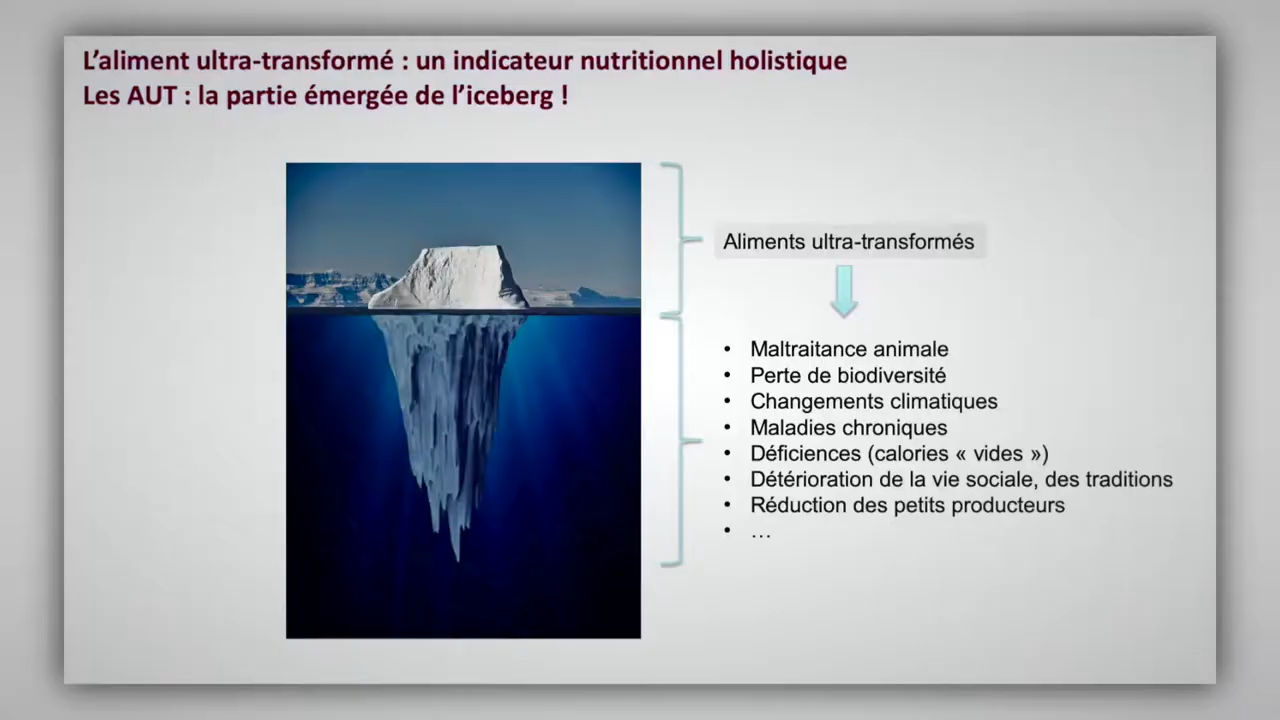 L’aliment ultra-transformé : un indicateur nutritionnel holistique
Les AUT : la partie émergée de l’iceberg !
Aliments ultra-transformés
• Maltraitance animale
• Perte de biodiversité
• Changements climatiques
• Maladies chroniques
• Déficiences (calories « vides »)
• Détérioration de la vie sociale, des traditions
• Réduction des petits producteurs
• …